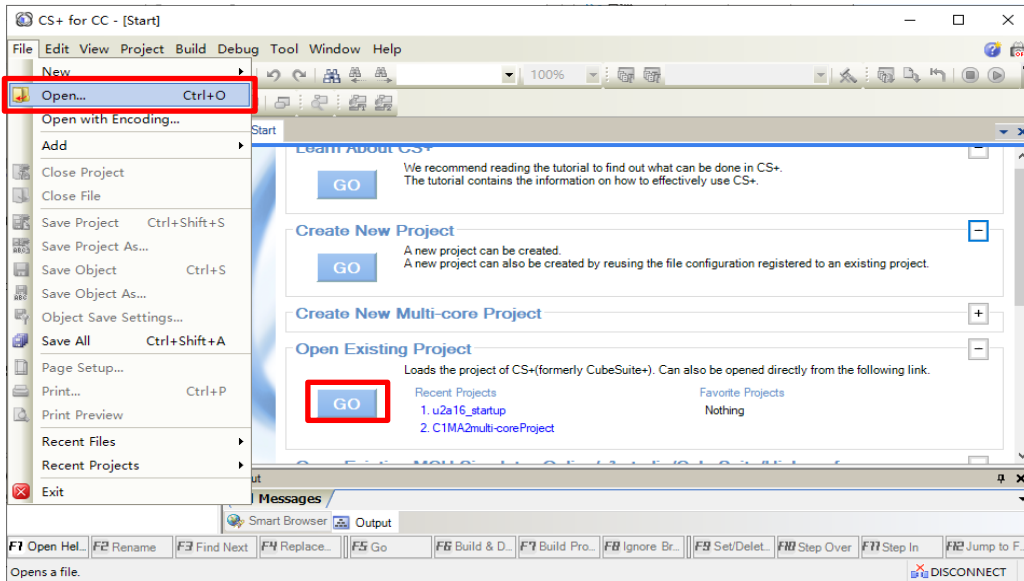 CS+ for CC - [Start]
File Edit View Project Build Debug Tool Window Help
New
100%
Open... Ctrl+O
Open with Encoding...
Start
Add
Learn About CS+
We recommend reading the tutorial to find out what can be done in CS+.
The tutorial contains the information on how to effectively use CS+.
GO
Close Project
Close File
Save Project Ctrl+Shift+S
Save Project As...
Save Object Ctrl+S
Save Object As...
Object Save Settings...
Save All Ctrl+Shift+A
Page Setup...
Print... Ctrl+P
Print Preview
Recent Files
Recent Projects
Exit
Create New Project
A new project can be created.
A new project can also be created by reusing the file configuration registered to an existing project.
GO
Create New Multi-core Project
Open Existing Project
Loads the project of CS+(formerly CubeSuite+). Can also be opened directly from the following link.
GO
Recent Projects Favorite Projects
1. u2a16_startup Nothing
2. C1MA2multi-coreProject
ut
Messages
Smart Browser Output
F1 Open Hel... F2 Rename F3 Find Next F4 Replace... F5 Go F6 Build & D... F7 Build Pro... F8 Ignore Br... F9 Set/Delet... F10 Step Over F11 Step In F12 Jump to F...
Opens a file. DISCONNECT